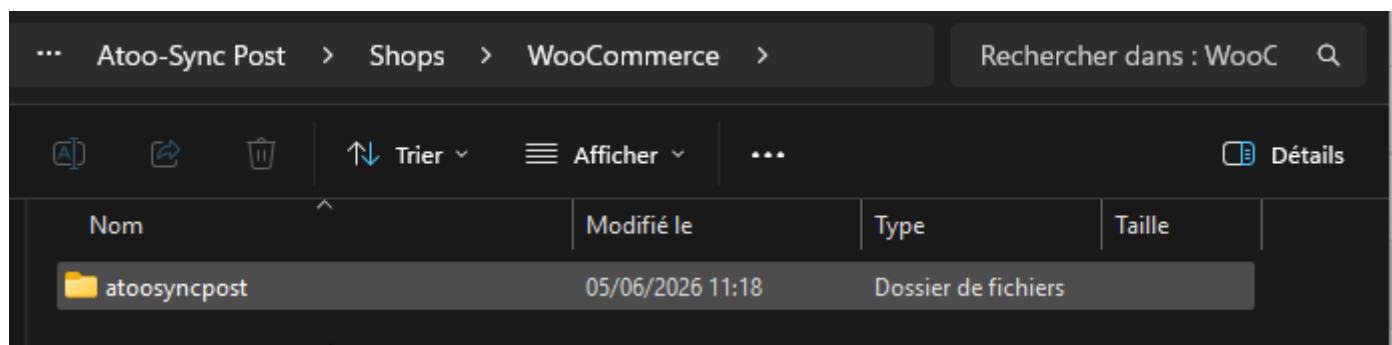 ··· Atoo-Sync Post > Shops > WooCommerce > Rechercher dans : WooC
A Trier Afficher ··· Détails
Nom Modifié le Type Taille
atoosyncpost 05/06/2026 11:18 Dossier de fichiers